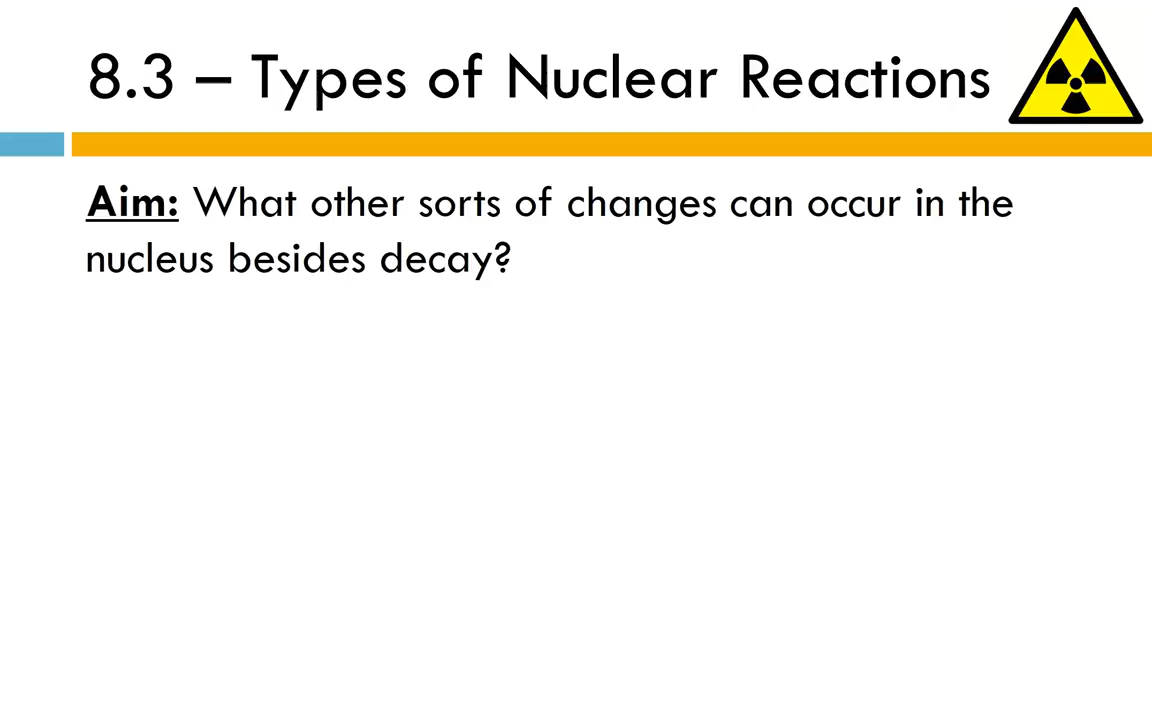 8.3 – Types of Nuclear Reactions
Aim: What other sorts of changes can occur in the
nucleus besides decay?